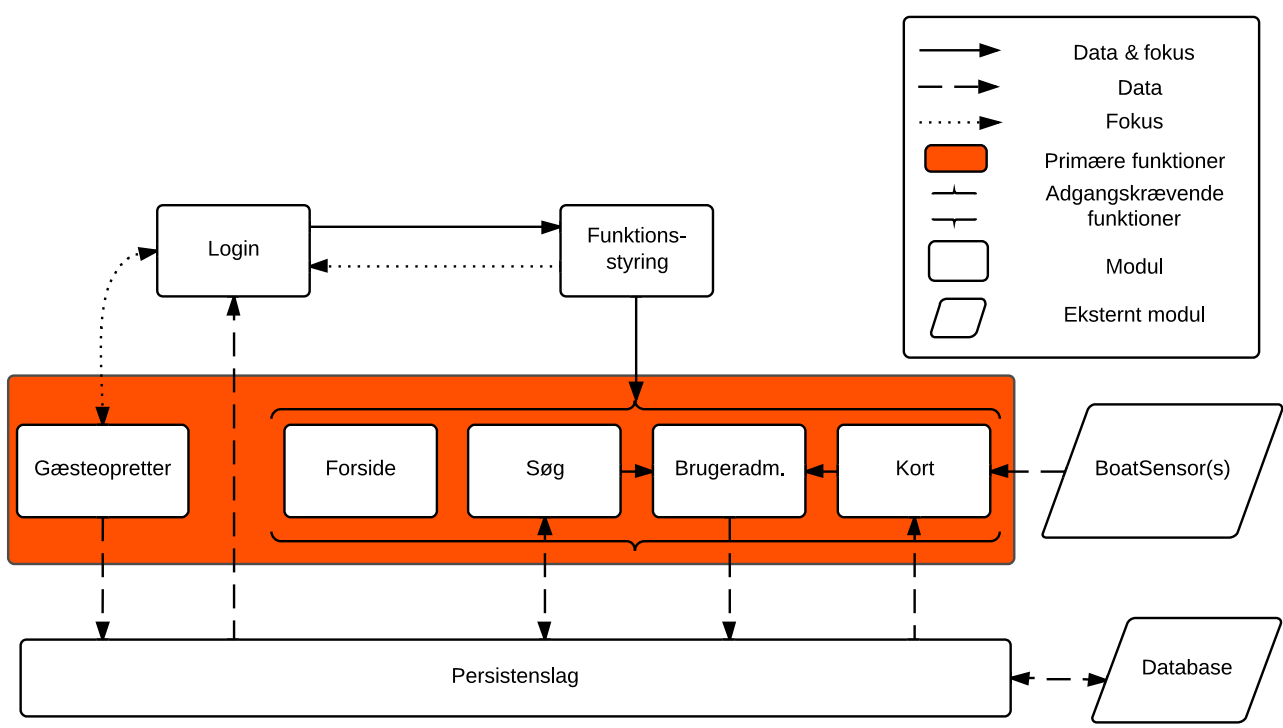 Data & fokus
Data
Fokus
Primære funktioner
Adgangskrævende
funktioner
Modul
Eksternt modul
Login
Funktions-
styring
Gæsteopretter
Forside
Søg
Brugeradm.
Kort
BoatSensor(s)
Persistenslag
Database